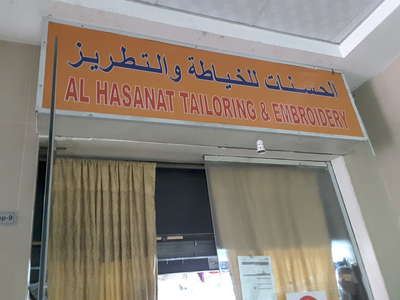 الحسنات للخياطة والتطريز
AL HASANAT TAILORING & EMBROIDERY